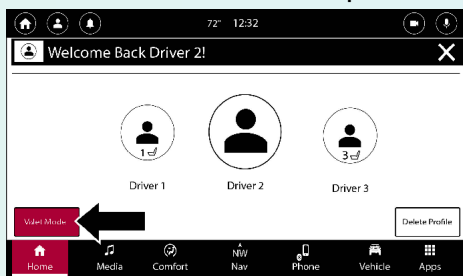 72° 12:32
Welcome Back Driver 2!
1
3
Driver 1 Driver 2 Driver 3
Valet Mode
Delete Profile
NW
Home Media Comfort Nav Phone Vehicle Apps